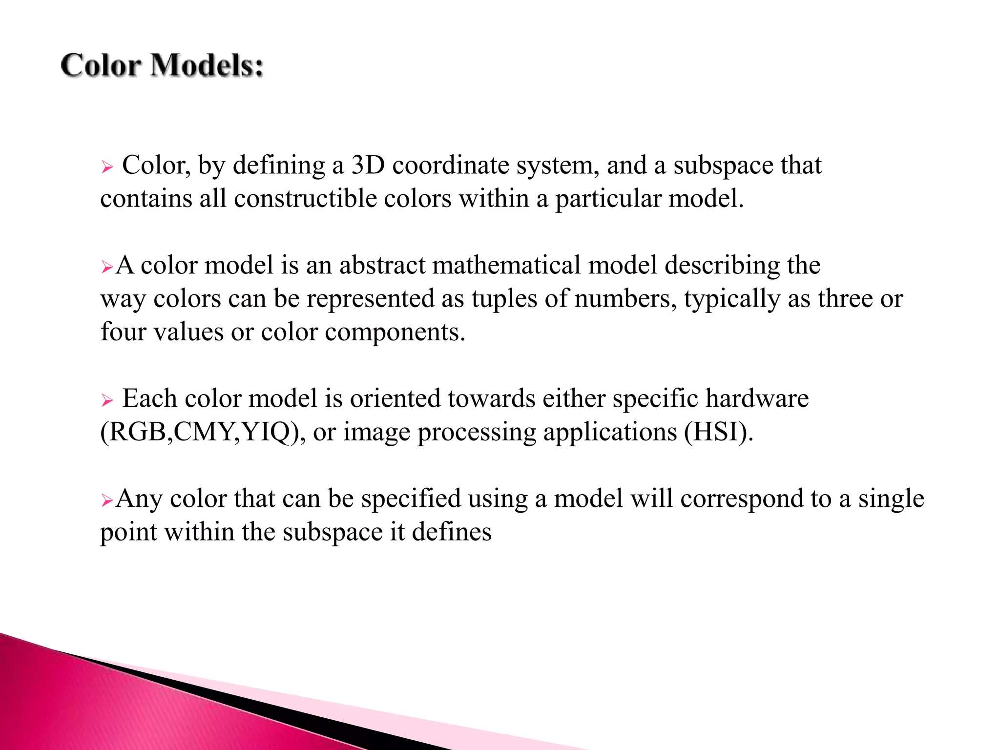 Color Models:
➢ Color, by defining a 3D coordinate system, and a subspace that
contains all constructible colors within a particular model.
➢A color model is an abstract mathematical model describing the
way colors can be represented as tuples of numbers, typically as three or
four values or color components.
➢ Each color model is oriented towards either specific hardware
(RGB,CMY,YIQ), or image processing applications (HSI).
➢Any color that can be specified using a model will correspond to a single
point within the subspace it defines